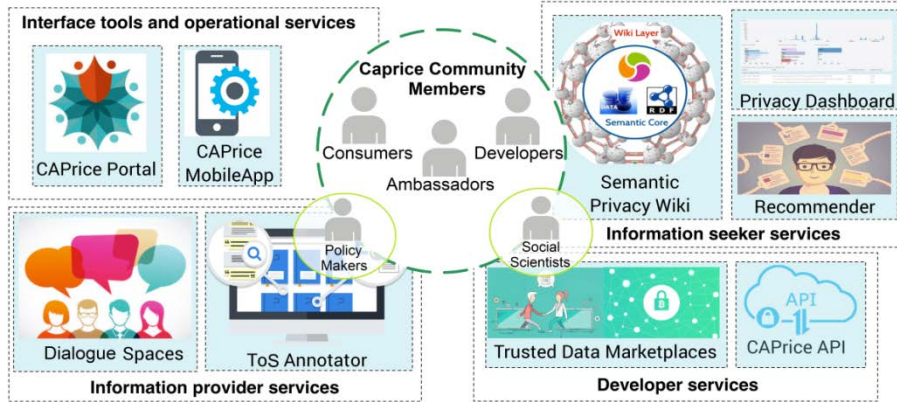 Interface tools and operational services
CAPrice Portal
CAPrice
MobileApp
Caprice Community
Members
Consumers
Developers
Ambassadors
Policy
Makers
Social
Scientists
Wiki Layer
DATA
RDF
Semantic Core
Semantic
Privacy Wiki
Privacy Dashboard
Recommender
Information seeker services
Dialogue Spaces
ToS Annotator
Information provider services
Trusted Data Marketplaces
API
CAPrice API
Developer services